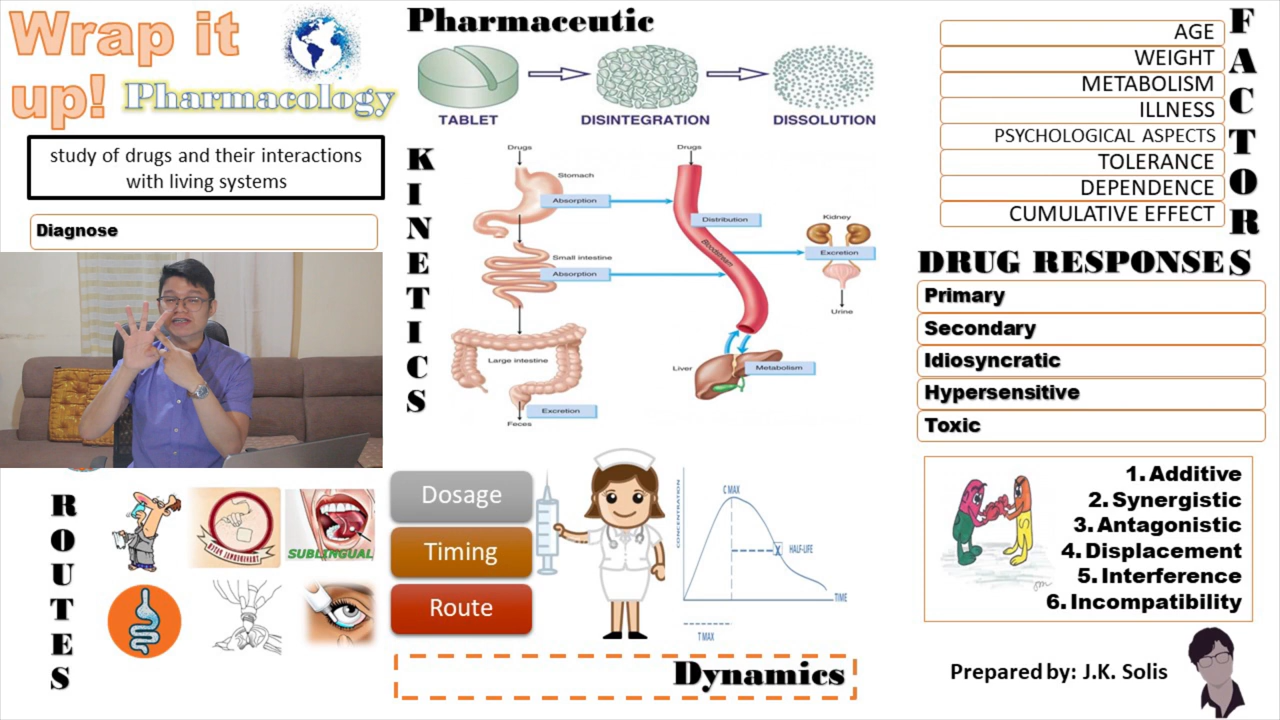 Wrap it
up!
Pharmacology
study of drugs and their interactions
with living systems
Diagnose
Pharmaceutic
TABLET
DISINTEGRATION
DISSOLUTION
KINETICS
Drugs
Stomach
Absorption
Small intestine
Absorption
Large intestine
Excretion
Feces
Drugs
Distribution
Bloodstream
Kidney
Excretion
Urine
Liver
Metabolism
FACTORS
AGE
WEIGHT
METABOLISM
ILLNESS
PSYCHOLOGICAL ASPECTS
TOLERANCE
DEPENDENCE
CUMULATIVE EFFECT
DRUG RESPONSES
Primary
Secondary
Idiosyncratic
Hypersensitive
Toxic
ROUTES
SUBLINGUAL
Dosage
Timing
Route
CONCENTRATION
C MAX
HALF-LIFE
TIME
T MAX
Dynamics
1. Additive
2. Synergistic
3. Antagonistic
4. Displacement
5. Interference
6. Incompatibility
Prepared by: J.K. Solis